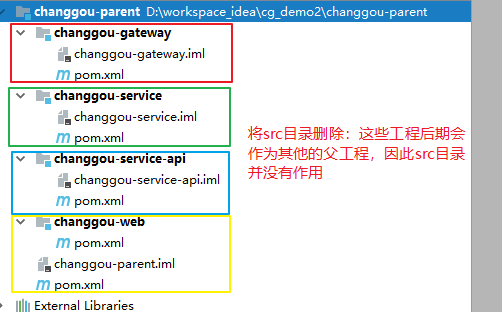 changgou-parent D:\workspace_idea\cg_demo2\changgou-parent
changgou-gateway
changgou-gateway.iml
pom.xml
changgou-service
changgou-service.iml
pom.xml
changgou-service-api
changgou-service-api.iml
pom.xml
changgou-web
pom.xml
changgou-parent.iml
pom.xml
External Libraries
将src目录删除：这些工程后期会
作为其他的父工程，因此src目录
并没有作用